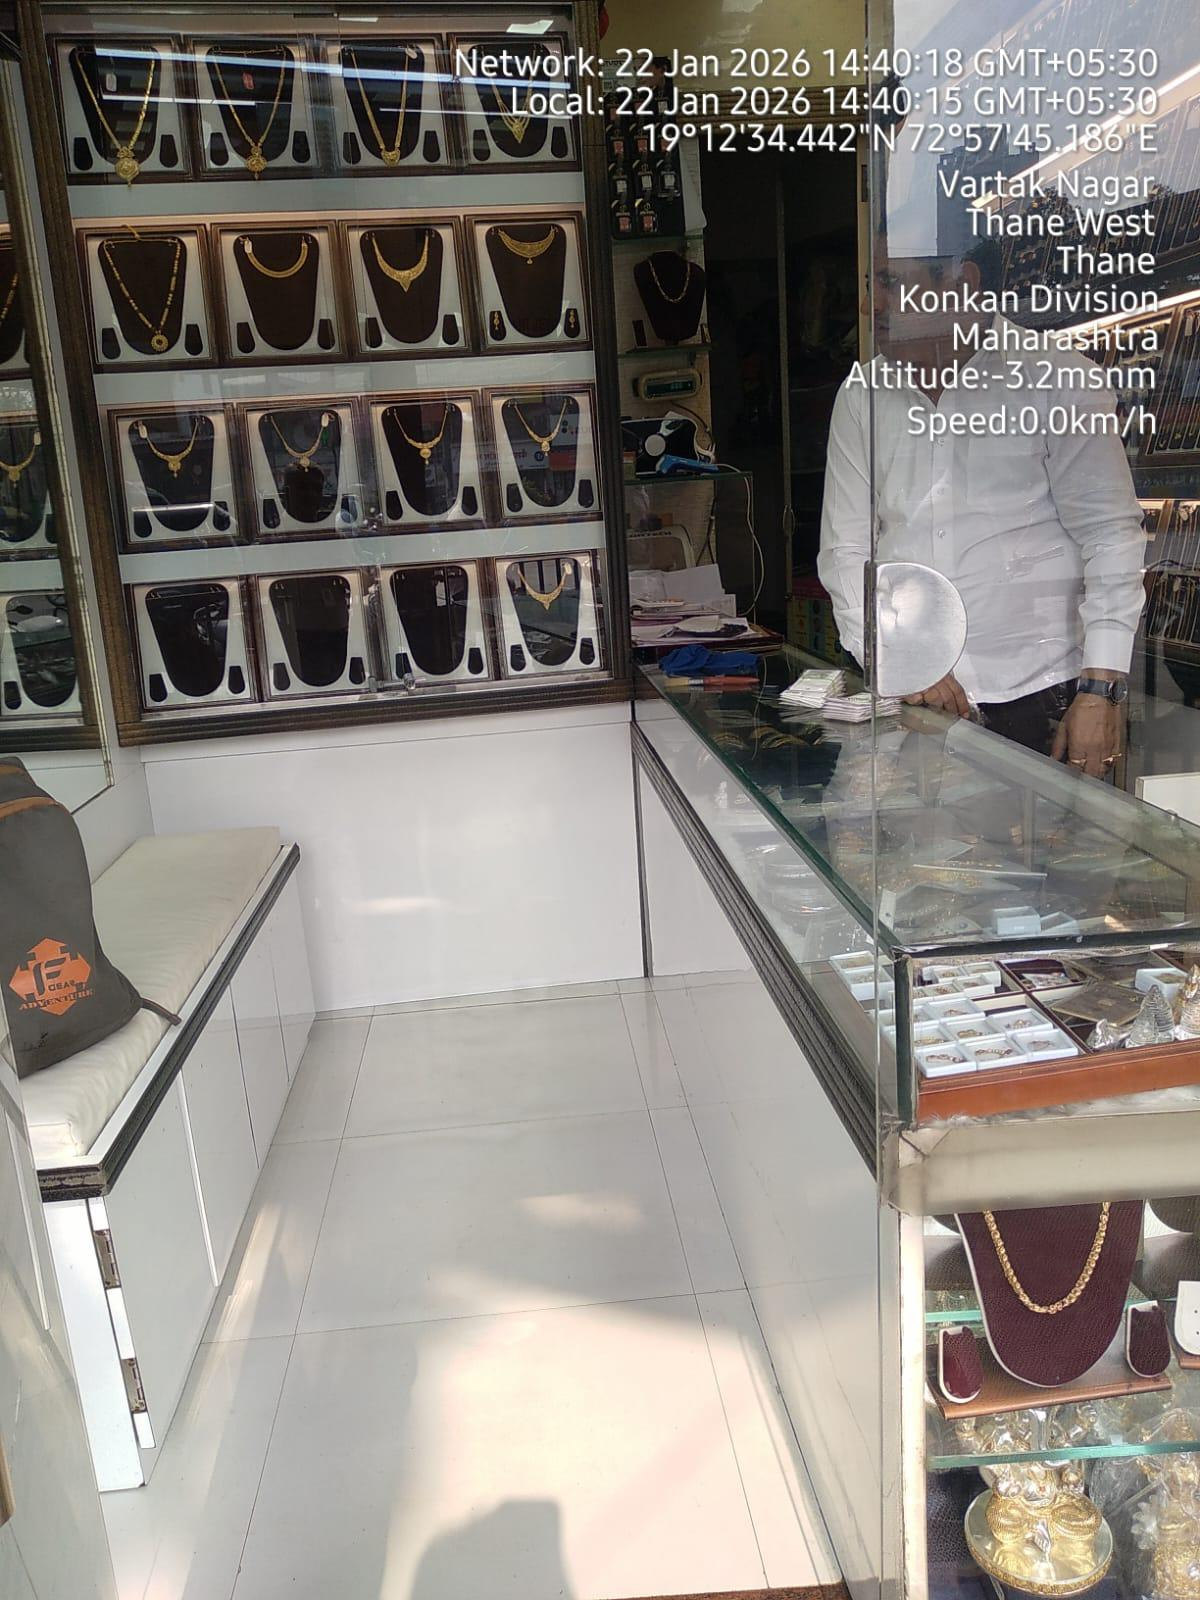 Network: 22 Jan 2026 14:40:18 GMT+05:30
Local: 22 Jan 2026 14:40:15 GMT+05:30
19°12'34.442"N 72°57'45.186"E
Vartak Nagar
Thane West
Thane
Konkan Division
Maharashtra
Altitude:-3.2msnm
Speed:0.0km/h
F
GEAR
ADVENTURE